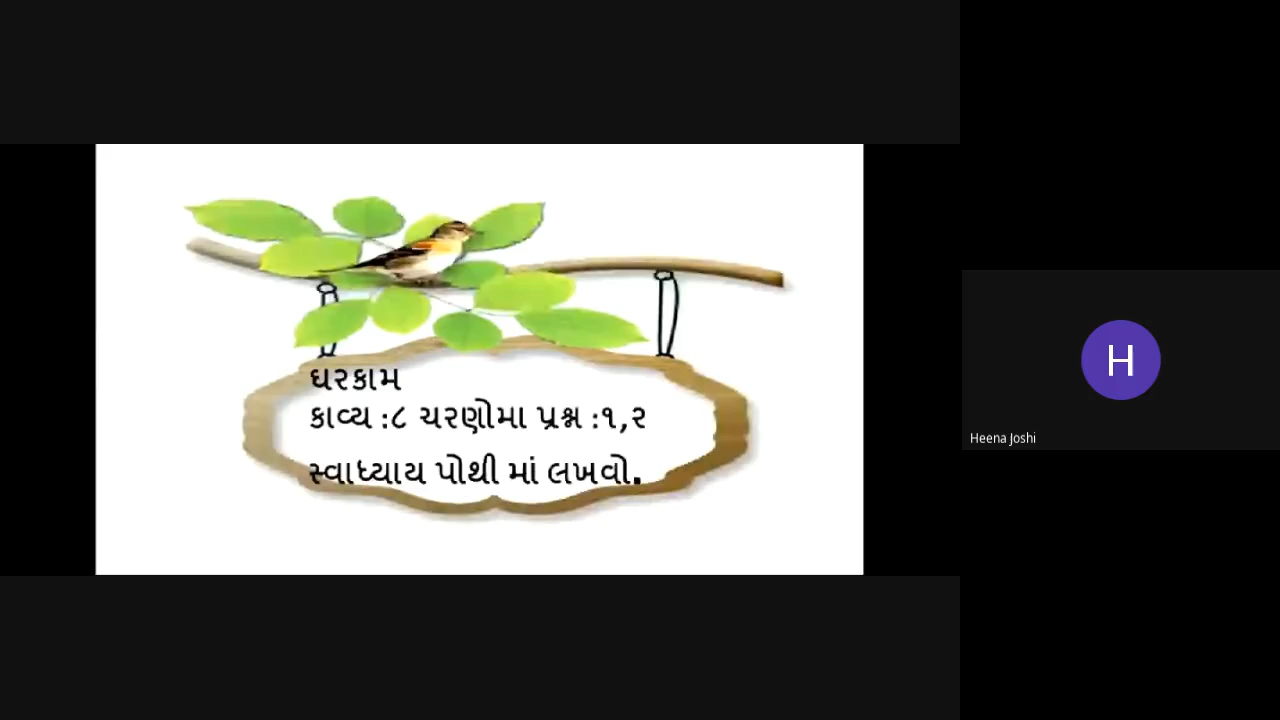 ઘરકામ
કાવ્ય :૮ ચરણોમા પ્રશ્ન :૧,૨
સ્વાધ્યાય પોથી માં લખવો.
H
Heena Joshi